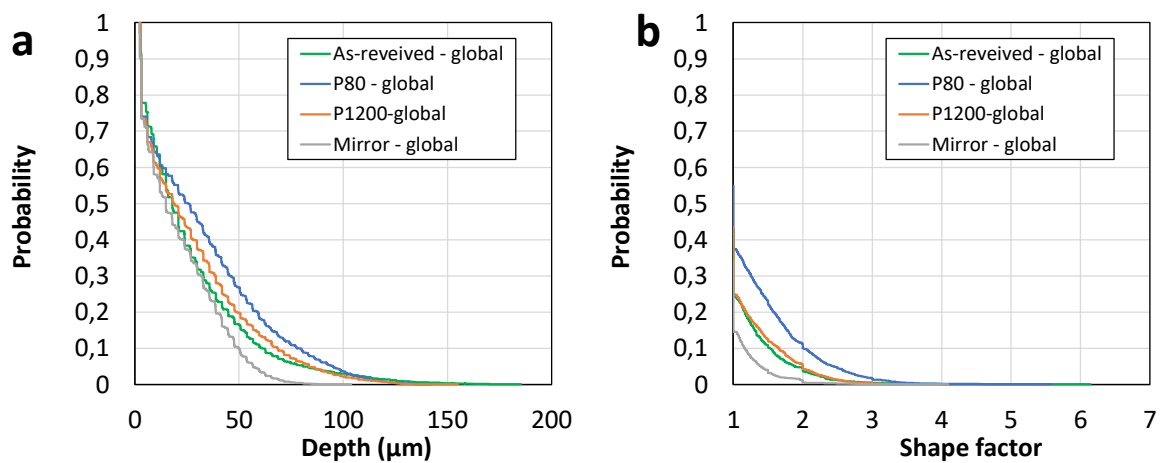 a
1
0,9
0,8
0,7
0,6
0,5
0,4
0,3
0,2
0,1
0
Probability
As-reveived - global
P80 - global
P1200-global
Mirror - global
0 50 100 150 200
Depth (µm)
b
1
0,9
0,8
0,7
0,6
0,5
0,4
0,3
0,2
0,1
0
Probability
As-reveived - global
P80 - global
P1200-global
Mirror - global
1 2 3 4 5 6 7
Shape factor